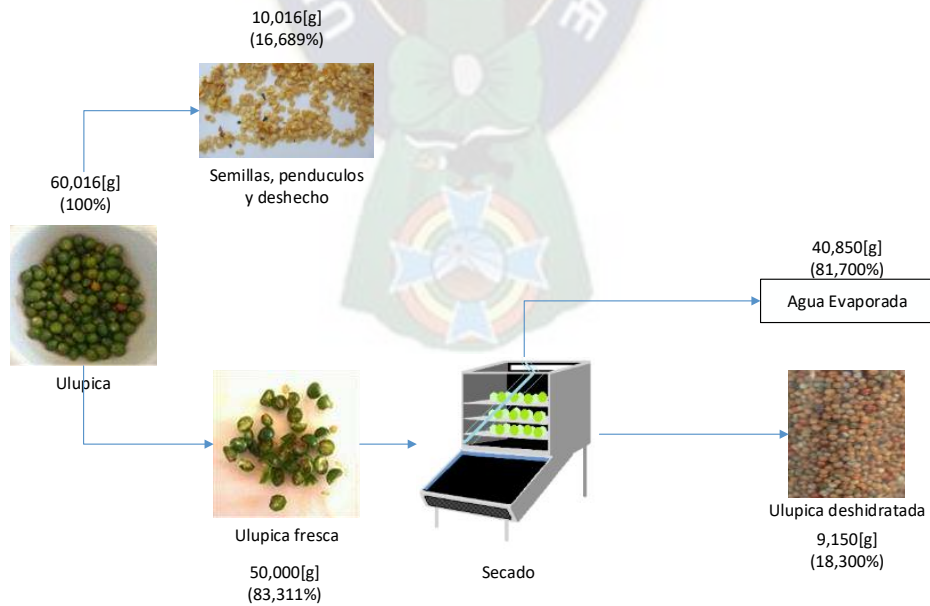 10,016[g]
(16,689%)
Semillas, penduculos
y deshecho
60,016[g]
(100%)
Ulupica
40,850[g]
(81,700%)
Agua Evaporada
Ulupica fresca
50,000[g]
(83,311%)
Secado
Ulupica deshidratada
9,150[g]
(18,300%)